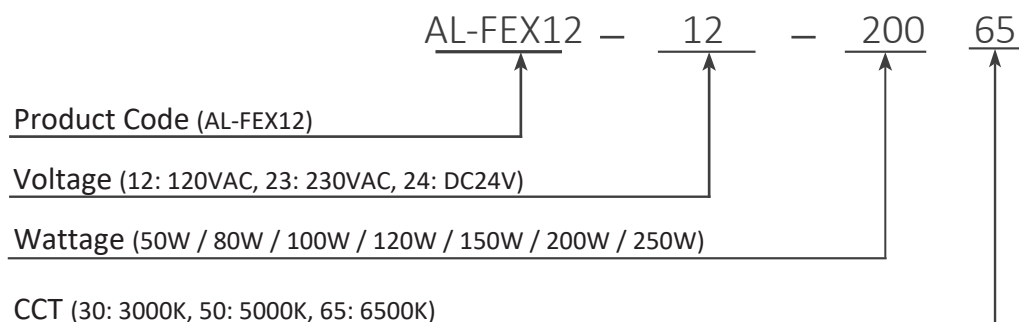 AL-FEX12 – 12 – 200 65
Product Code (AL-FEX12)
Voltage (12: 120VAC, 23: 230VAC, 24: DC24V)
Wattage (50W / 80W / 100W / 120W / 150W / 200W / 250W)
CCT (30: 3000K, 50: 5000K, 65: 6500K)